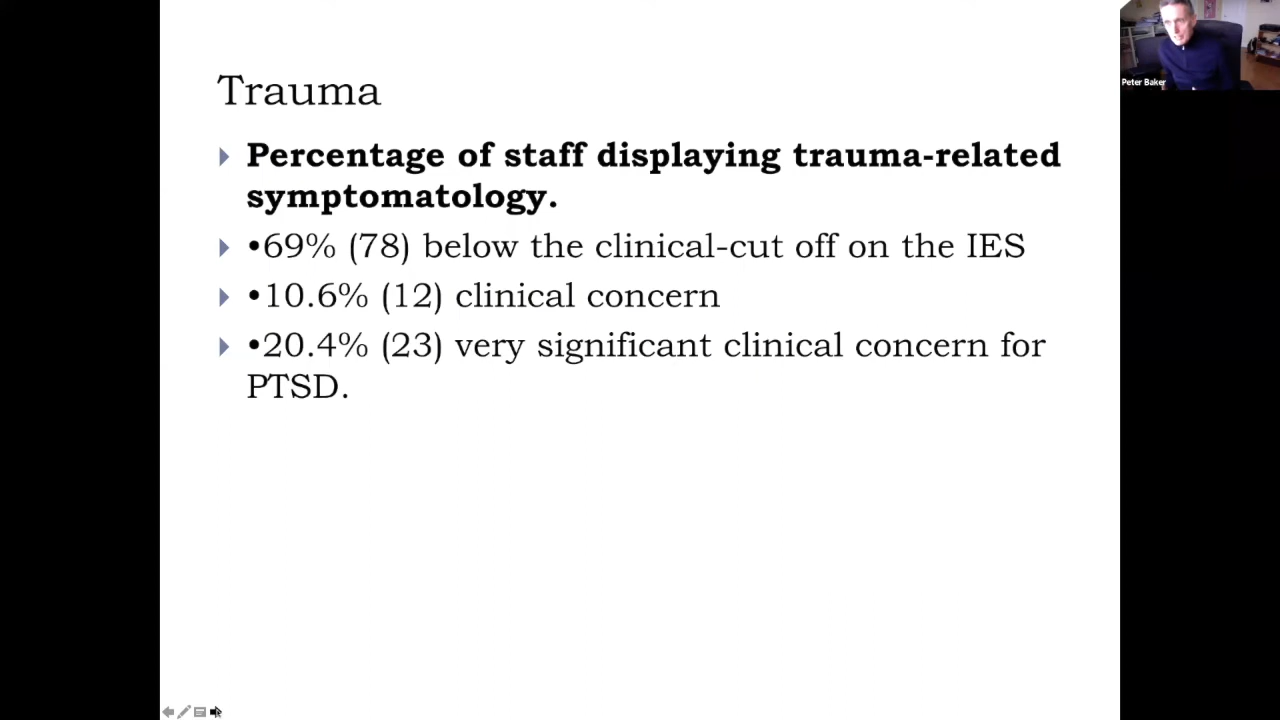 Trauma
Percentage of staff displaying trauma-related
symptomatology.
•69% (78) below the clinical-cut off on the IES
•10.6% (12) clinical concern
•20.4% (23) very significant clinical concern for
PTSD.
Peter Baker